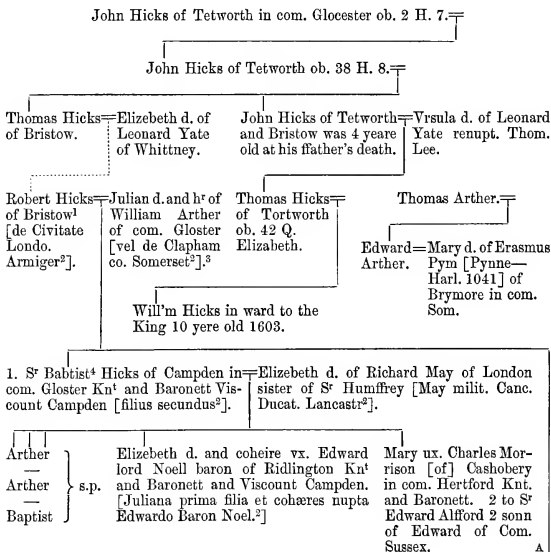 John Hicks of Tetworth in com. Glocester ob. 2 H. 7.
John Hicks of Tetworth ob. 38 H. 8.
Thomas Hicks
of Bristow.
Elizebeth d. of
Leonard Yate
of Whittney.
John Hicks of Tetworth
and Bristow was 4 yeare
old at his ffather's death.
Vrsula d. of Leonard
Yate renupt. Thom.
Lee.
Robert Hicks
of Bristow¹
[de Civitate
Londo.
Armiger²].
Julian d. and hʳ of
William Arther
of com. Gloster
[vel de Clapham
co. Somerset²].³
Thomas Hicks
of Tortworth
ob. 42 Q.
Elizabeth.
Thomas Arther.
Edward
Arther.
Mary d. of Erasmus
Pym [Pynne—
Harl. 1041] of
Brymore in com.
Som.
Will'm Hicks in ward to the
King 10 yere old 1603.
1. Sʳ Babtist⁴ Hicks of Campden in
com. Gloster Knᵗ and Baronett Vis-
count Campden [filius secundus²].
Elizebeth d. of Richard May of London
sister of Sʳ Humffrey [May milit. Canc.
Ducat. Lancastr²].
Arther
—
Arther
—
Baptist
s.p.
Elizebeth d. and coheire vx. Edward
lord Noell baron of Ridlington Knᵗ
and Baronett and Viscount Campden.
[Juliana prima filia et cohæres nupta
Edwardo Baron Noel.²]
Mary ux. Charles Mor-
rison [of] Cashobery
in com. Hertford Knt.
and Baronett. 2 to Sʳ
Edward Allford 2 sonn
of Edward of Com.
Sussex.
A